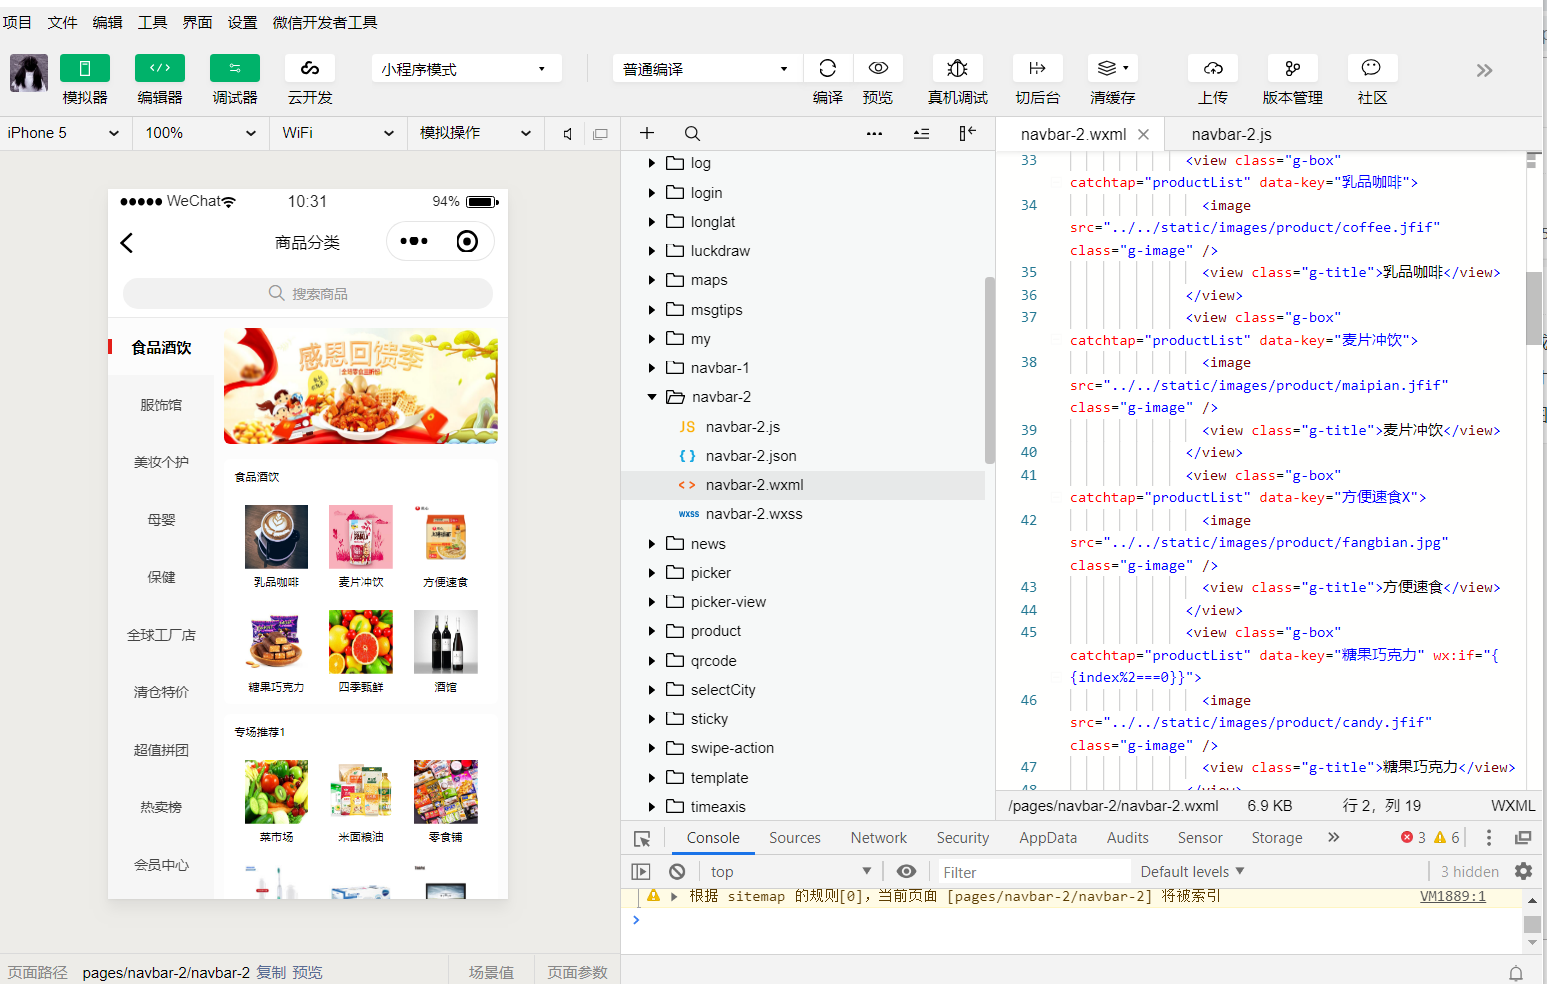 项目 文件 编辑 工具 界面 设置 微信开发者工具
小程序模式 普通编译
模拟器 编辑器 调试器 云开发 编译 预览 真机调试 切后台 清缓存 上传 版本管理 社区
iPhone 5 100% WiFi 模拟操作
WeChat 10:31 94%
商品分类
搜索商品
食品酒饮
服饰馆
美妆个护
母婴
保健
全球工厂店
清仓特价
超值拼团
热卖榜
会员中心
感恩回馈季
食品酒饮
乳品咖啡 麦片冲饮 方便速食
糖果巧克力 四季甄鲜 酒馆
专场推荐1
菜市场 米面粮油 零食铺
页面路径 pages/navbar-2/navbar-2 复制 预览 场景值 页面参数
log
login
longlat
luckdraw
maps
msgtips
my
navbar-1
navbar-2
JS navbar-2.js
{ } navbar-2.json
< > navbar-2.wxml
wxss navbar-2.wxss
news
picker
picker-view
product
qrcode
selectCity
sticky
swipe-action
template
timeaxis
navbar-2.wxml navbar-2.js
33 <view class="g-box"
catchtap="productList" data-key="乳品咖啡">
34 <image
src="../../static/images/product/coffee.jfif"
class="g-image" />
35 <view class="g-title">乳品咖啡</view>
36 </view>
37 <view class="g-box"
catchtap="productList" data-key="麦片冲饮">
38 <image
src="../../static/images/product/maipian.jfif"
class="g-image" />
39 <view class="g-title">麦片冲饮</view>
40 </view>
41 <view class="g-box"
catchtap="productList" data-key="方便速食X">
42 <image
src="../../static/images/product/fangbian.jpg"
class="g-image" />
43 <view class="g-title">方便速食</view>
44 </view>
45 <view class="g-box"
catchtap="productList" data-key="糖果巧克力" wx:if="{
{index%2===0}}">
46 <image
src="../../static/images/product/candy.jfif"
class="g-image" />
47 <view class="g-title">糖果巧克力</view>
48 </view>
/pages/navbar-2/navbar-2.wxml 6.9 KB 行 2，列 19 WXML
Console Sources Network Security AppData Audits Sensor Storage 3 6
top Filter Default levels 3 hidden
根据 sitemap 的规则[0]，当前页面 [pages/navbar-2/navbar-2] 将被索引 VM1889:1